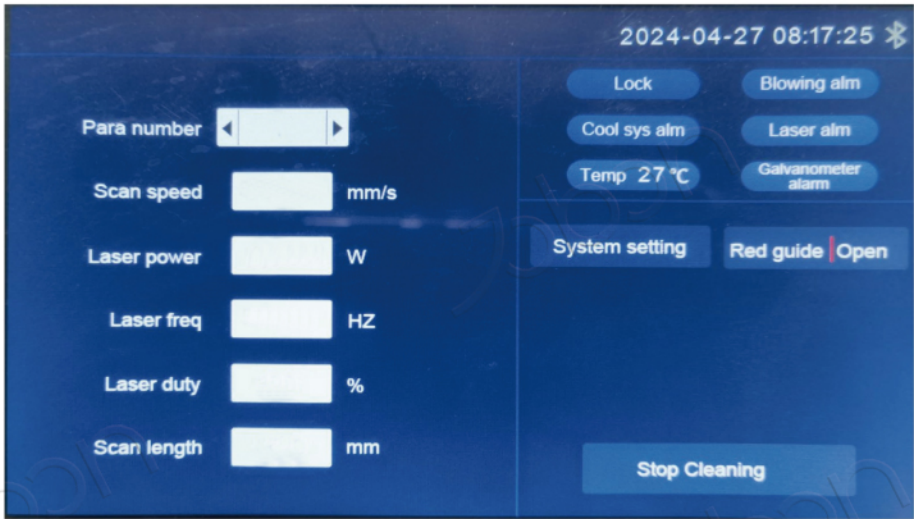 2024-04-27 08:17:25
Para number
Scan speed mm/s
Laser power W
Laser freq HZ
Laser duty %
Scan length mm
Lock Blowing alm
Cool sys alm Laser alm
Temp 27℃ Galvanometer
alarm
System setting Red guide Open
Stop Cleaning